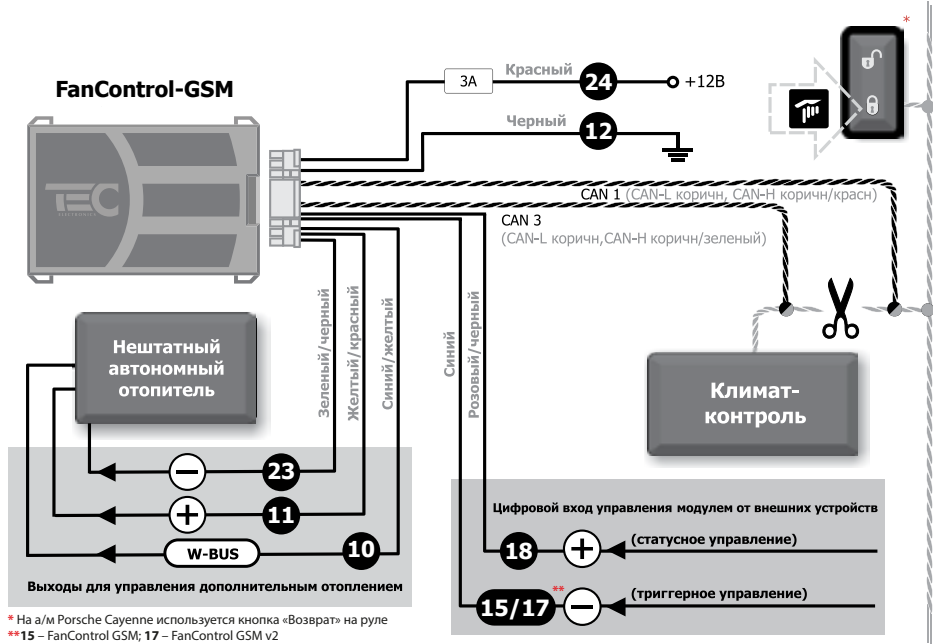 FanControl-GSM
TEC
ELECTRONICS
3А
Красный
24
+12В
Черный
12
*
CAN 1 (CAN-L коричн, CAN-H коричн/красн)
CAN 3
(CAN-L коричн,CAN-H коричн/зеленый)
Зеленый/черный
Желтый/красный
Синий/желтый
Синий
Розовый/черный
Нештатный
автономный
отопитель
Климат-
контроль
23
11
W-BUS
10
Выходы для управления дополнительным отоплением
Цифровой вход управления модулем от внешних устройств
18
(статусное управление)
15/17
**
(триггерное управление)
* На а/м Porsche Cayenne используется кнопка «Возврат» на руле
**15 – FanControl GSM; 17 – FanControl GSM v2